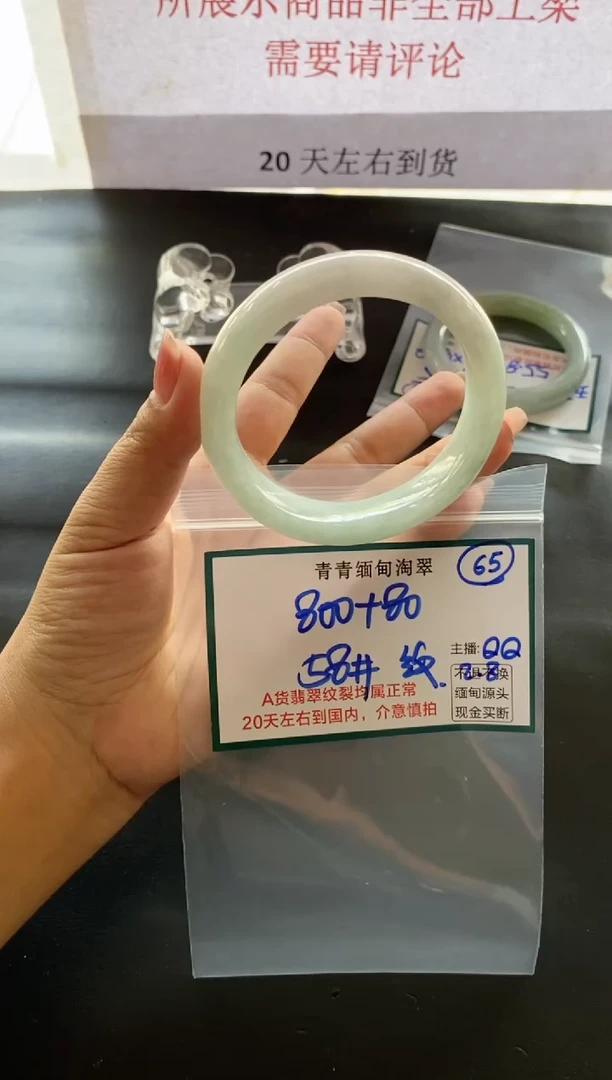 所展示商品非全部上架
需要请评论
20 天左右到货
青青缅甸淘翠
65
800+80
58# 纹.
主播: QQ
3.8
不退不换
缅甸源头
现金买断
A货翡翠纹裂均属正常
20天左右到国内，介意慎拍